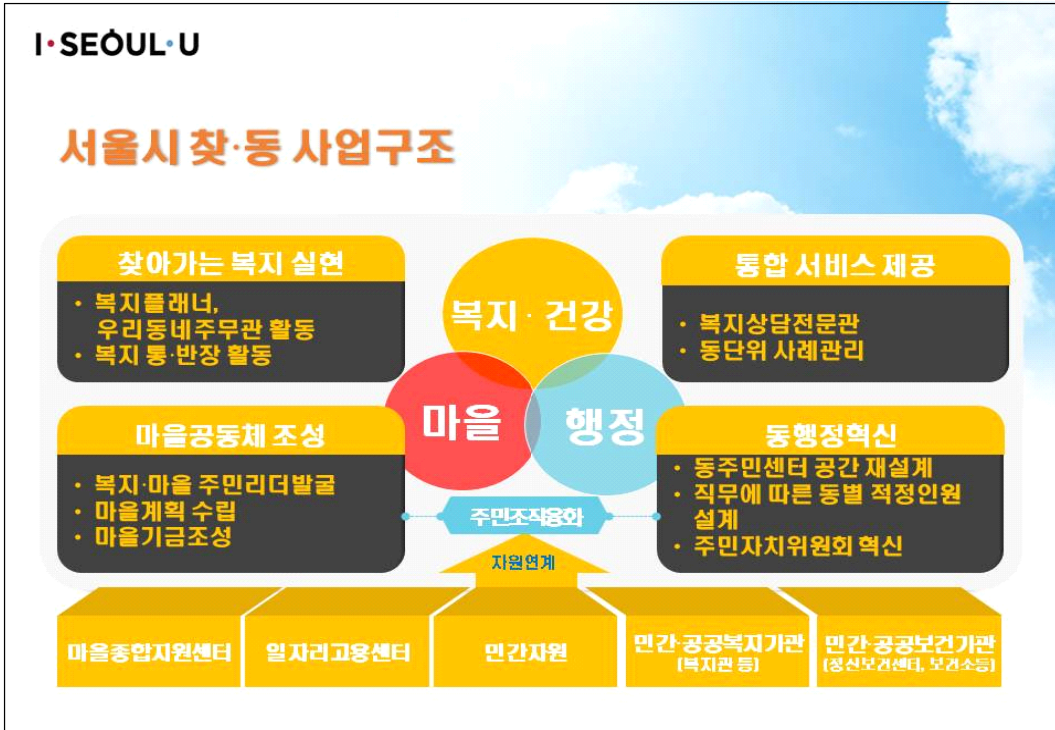 I·SEOUL·U
서울시 찾·동 사업구조
찾아가는 복지 실현
• 복지플래너,
우리동네주무관 활동
• 복지 통·반장 활동
복지· 건강
마을
행정
통합 서비스 제공
• 복지상담전문관
• 동단위 사례관리
마을공동체 조성
• 복지·마을 주민리더발굴
• 마을계획 수립
• 마을기금조성
동행정혁신
• 동주민센터 공간 재설계
• 직무에 따른 동별 적정인원
설계
• 주민자치위원회 혁신
주민조직융화
자원연계
마을종합지원센터
일자리고용센터
민간자원
민간·공공복지기관
(복지관 등)
민간·공공보건기관
(정신보건센터, 보건소등)